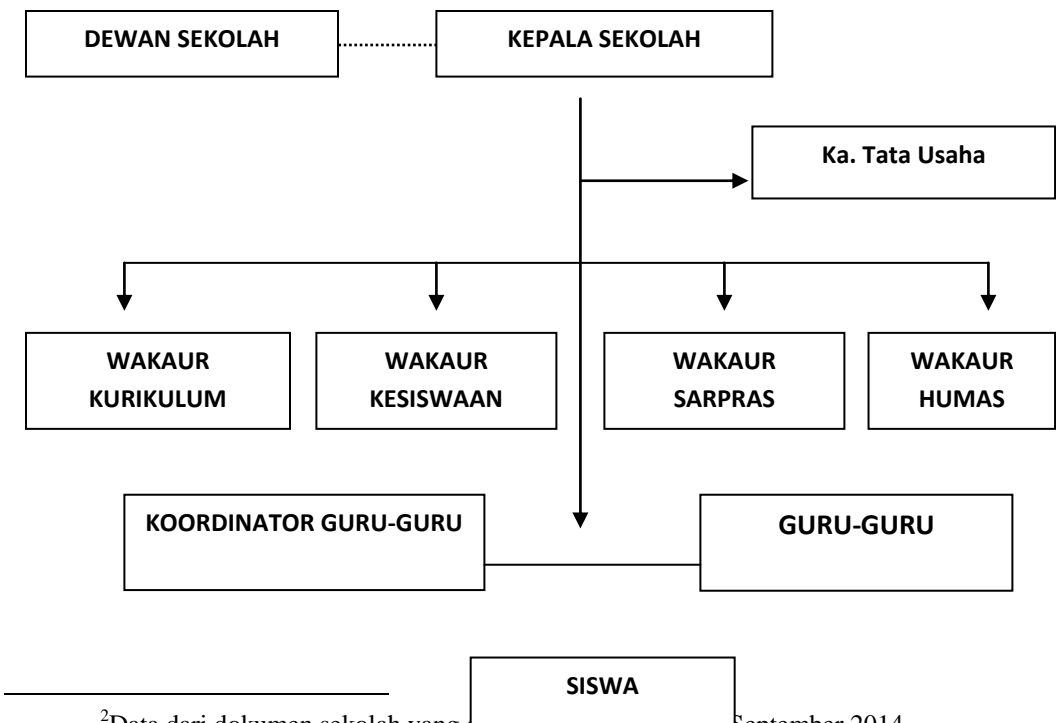 DEWAN SEKOLAH
KEPALA SEKOLAH
Ka. Tata Usaha
WAKAUR
KURIKULUM
WAKAUR
KESISWAAN
WAKAUR
SARPRAS
WAKAUR
HUMAS
KOORDINATOR GURU-GURU
GURU-GURU
SISWA
²Data dari dokumen sekolah yang September 2014